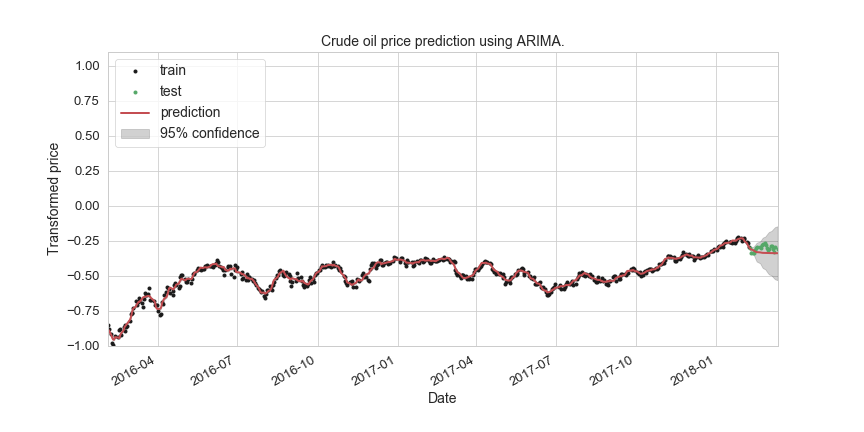 Crude oil price prediction using ARIMA.
train
test
prediction
95% confidence
1.00
0.75
0.50
0.25
0.00
−0.25
−0.50
−0.75
−1.00
Transformed price
2016-04
2016-07
2016-10
2017-01
2017-04
2017-07
2017-10
2018-01
Date